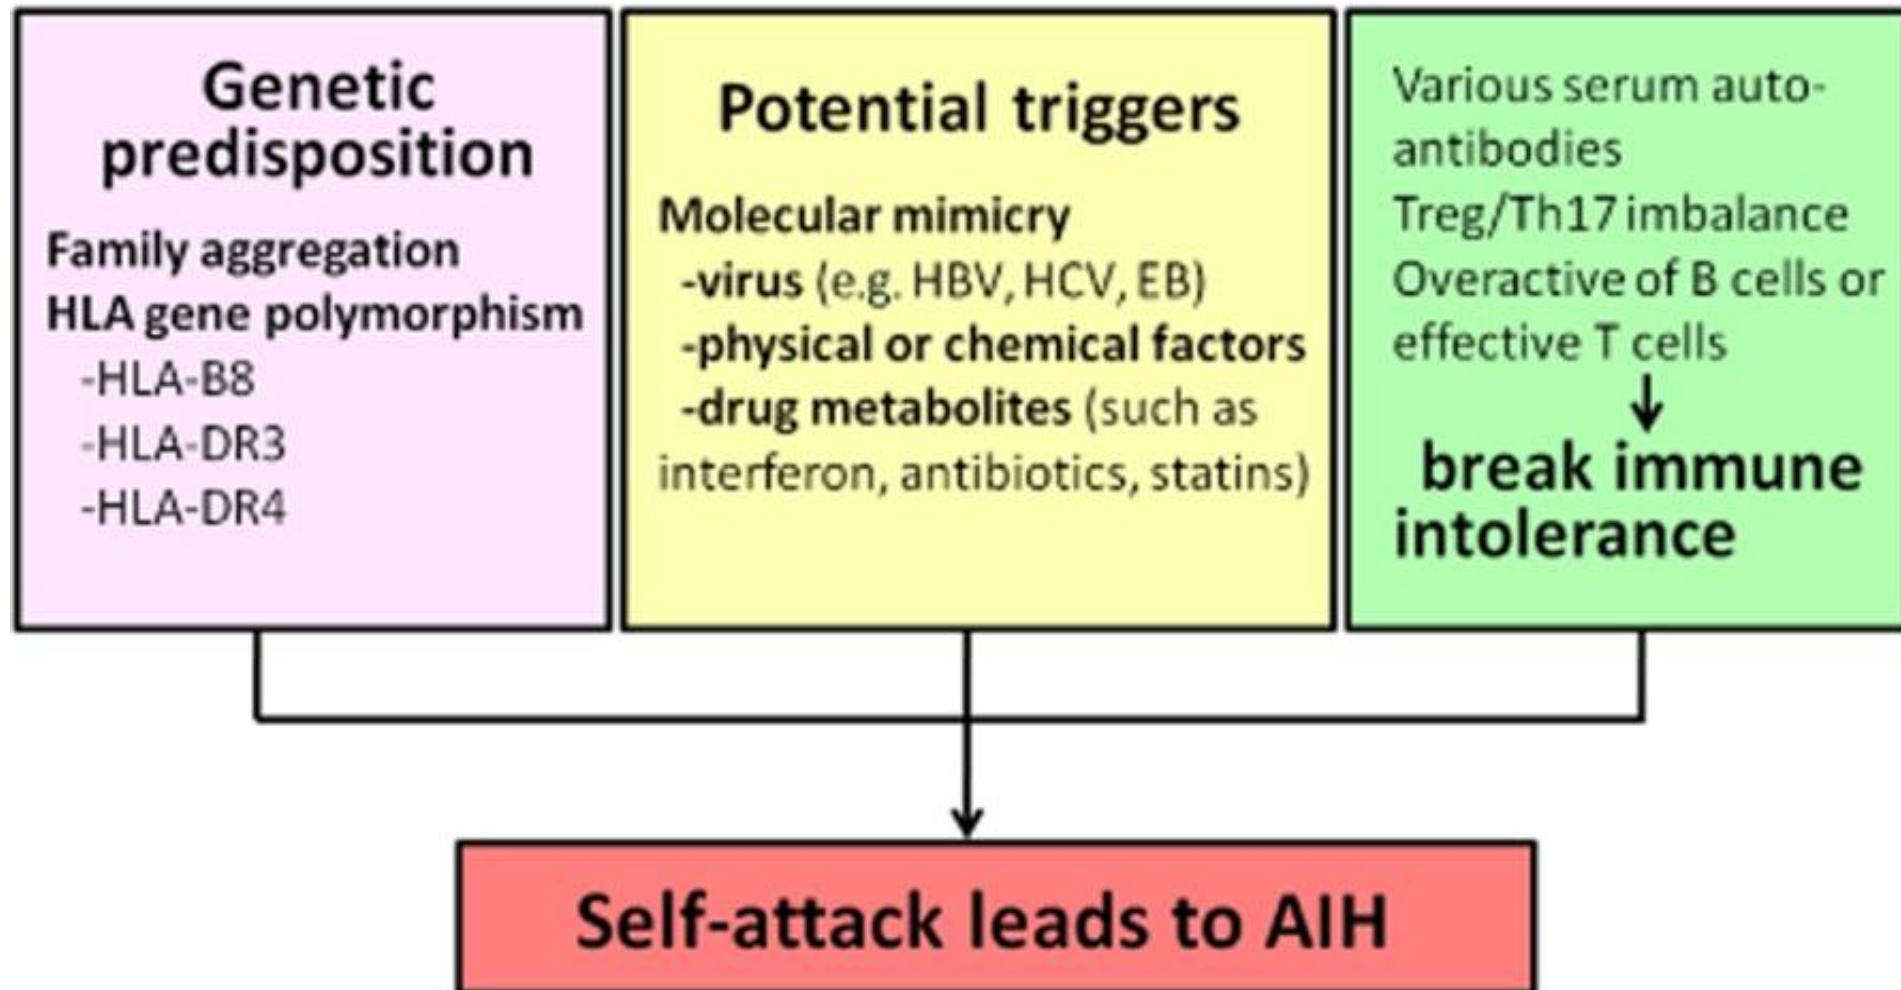 Genetic
predisposition
Family aggregation
HLA gene polymorphism
-HLA-B8
-HLA-DR3
-HLA-DR4
Potential triggers
Molecular mimicry
-virus (e.g. HBV, HCV, EB)
-physical or chemical factors
-drug metabolites (such as
interferon, antibiotics, statins)
Various serum auto-
antibodies
Treg/Th17 imbalance
Overactive of B cells or
effective T cells
break immune
intolerance
Self-attack leads to AIH